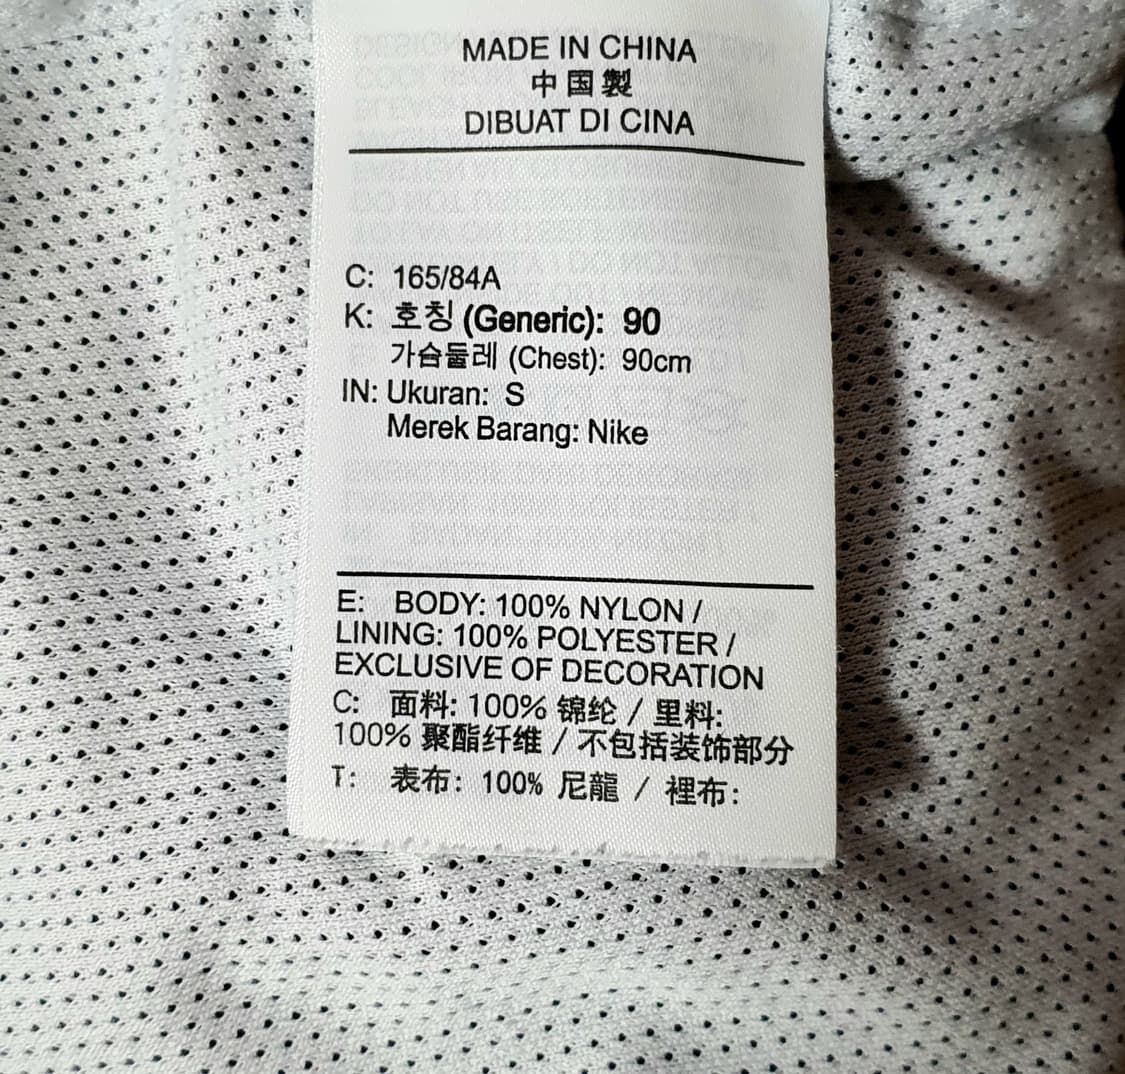 MADE IN CHINA
中国製
DIBUAT DI CINA
C: 165/84A
K: 호칭 (Generic): 90
가슴둘레 (Chest): 90cm
IN: Ukuran: S
Merek Barang: Nike
E: BODY: 100% NYLON /
LINING: 100% POLYESTER /
EXCLUSIVE OF DECORATION
C: 面料: 100% 锦纶 / 里料:
100% 聚酯纤维 / 不包括装饰部分
T: 表布: 100% 尼龍 / 裡布: